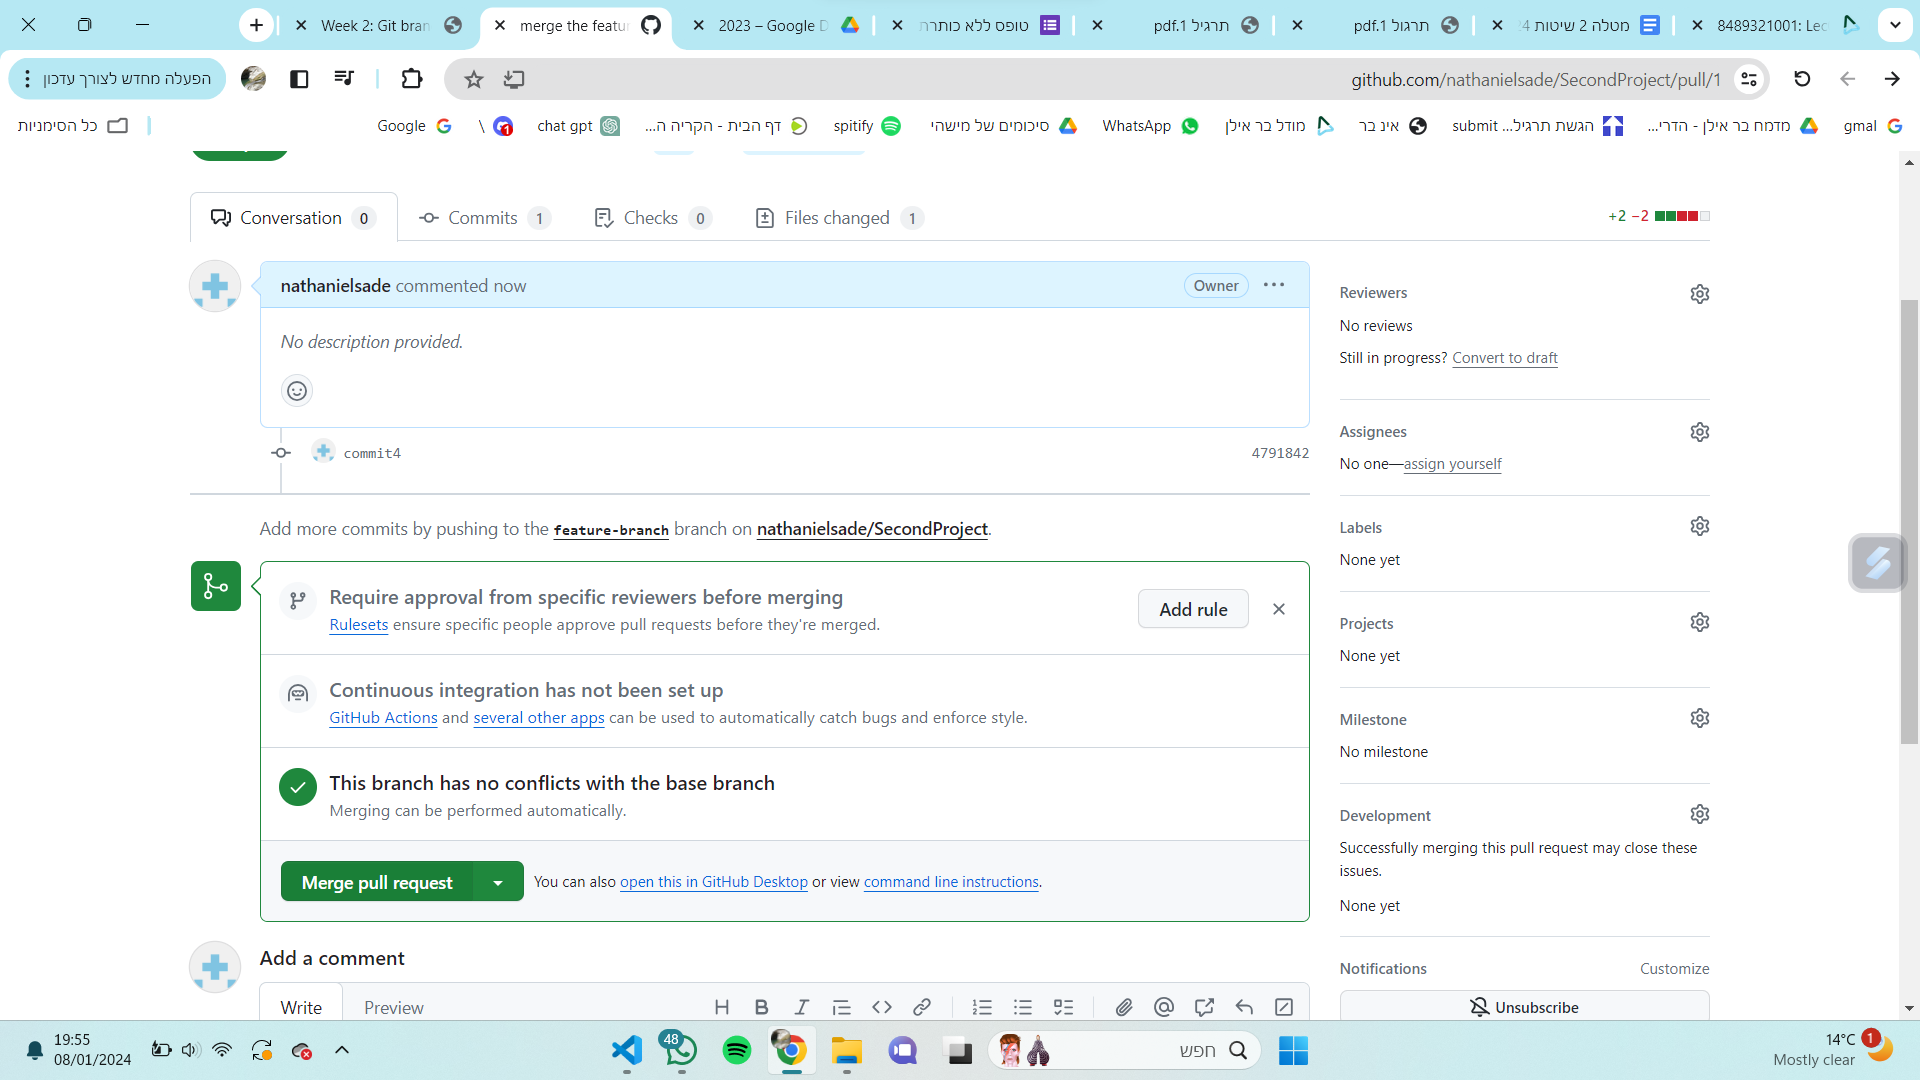 Week 2: Git bran
merge the featu
2023 – Google D
טופס ללא כותרת
תרגיל 1.pdf
תרגול 1.pdf
מטלה 2 שיטות
8489321001: Lec
הפעלה מחדש לצורך עדכון
github.com/nathanielsade/SecondProject/pull/1
כל הסימניות
Google
\
chat gpt
דף הבית - הקריה ה...
spitify
סיכומים של מישהי
WhatsApp
מודל בר אילן
אינ בר
submit ...הגשת תרגיל
מדמח בר אילן - הדרי...
gmal
Conversation 0
Commits 1
Checks 0
Files changed 1
+2 −2
nathanielsade commented now
Owner
No description provided.
commit4
4791842
Add more commits by pushing to the feature-branch branch on nathanielsade/SecondProject.
Require approval from specific reviewers before merging
Rulesets ensure specific people approve pull requests before they're merged.
Add rule
Continuous integration has not been set up
GitHub Actions and several other apps can be used to automatically catch bugs and enforce style.
This branch has no conflicts with the base branch
Merging can be performed automatically.
Merge pull request
You can also open this in GitHub Desktop or view command line instructions.
Add a comment
Write
Preview
Reviewers
No reviews
Still in progress? Convert to draft
Assignees
No one—assign yourself
Labels
None yet
Projects
None yet
Milestone
No milestone
Development
Successfully merging this pull request may close these
issues.
None yet
Notifications
Customize
Unsubscribe
19:55
08/01/2024
48
חפש
14°C
Mostly clear
1